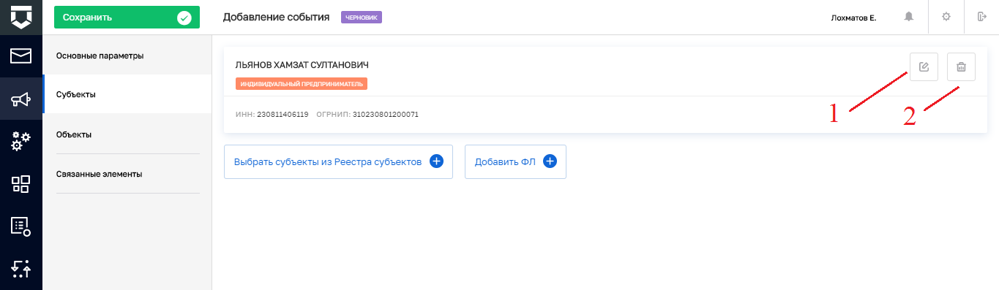 Сохранить
Добавление события ЧЕРНОВИК
Лохматов Е.
Основные параметры
Субъекты
Объекты
Связанные элементы
ЛЬЯНОВ ХАМЗАТ СУЛТАНОВИЧ
ИНДИВИДУАЛЬНЫЙ ПРЕДПРИНИМАТЕЛЬ
ИНН: 230811406119 ОГРНИП: 310230801200071
1
2
Выбрать субъекты из Реестра субъектов
Добавить ФЛ